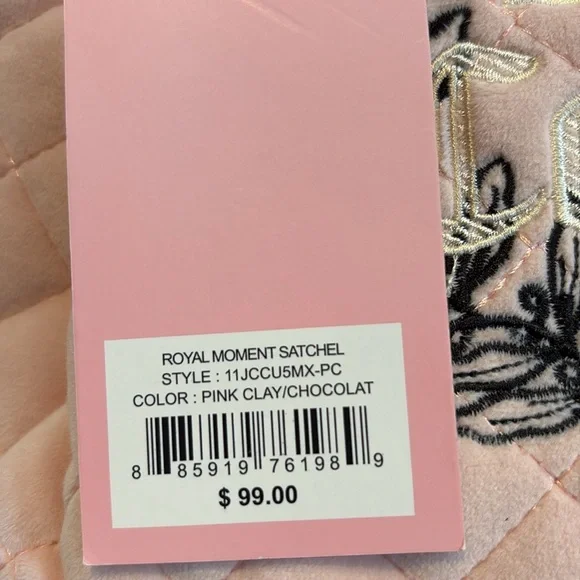 ROYAL MOMENT SATCHEL
STYLE : 11JCCU5MX-PC
COLOR : PINK CLAY/CHOCOLAT
8 85919 76198 9
$ 99.00